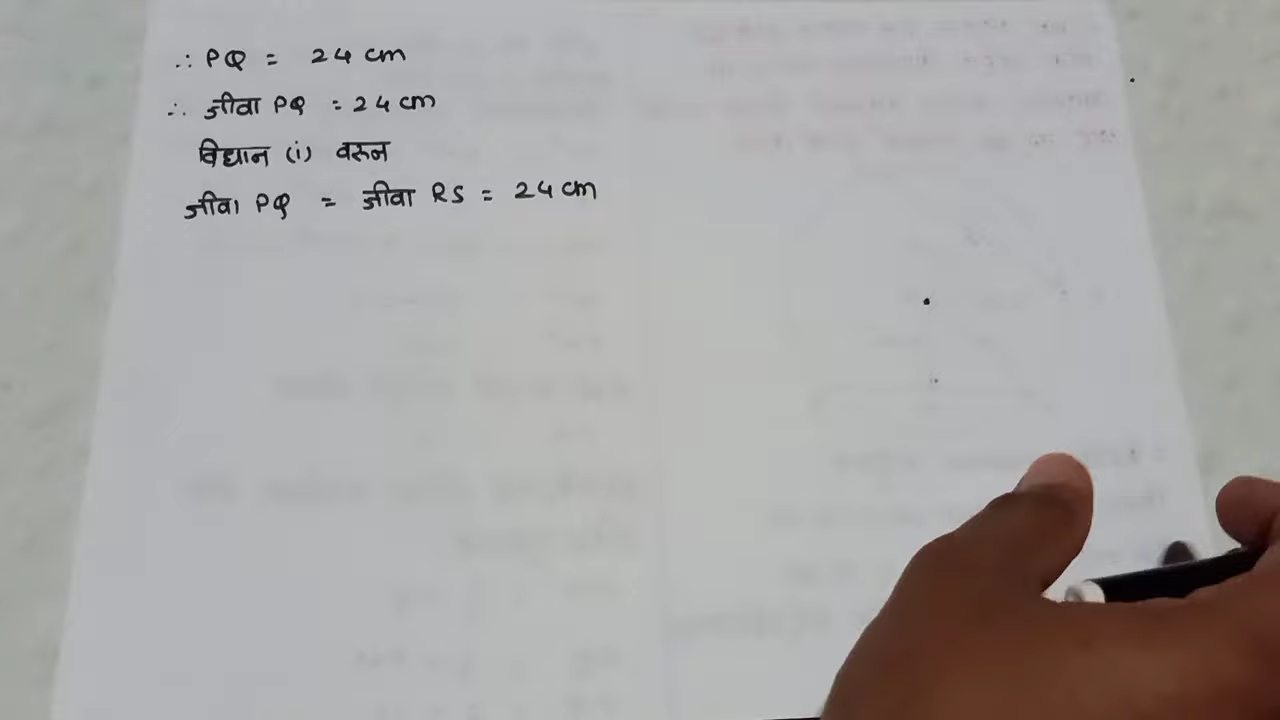 ∴ PQ = 24 cm
∴ जीवा PQ = 24 cm
विधान (i) वरून
जीवा PQ = जीवा RS = 24 cm